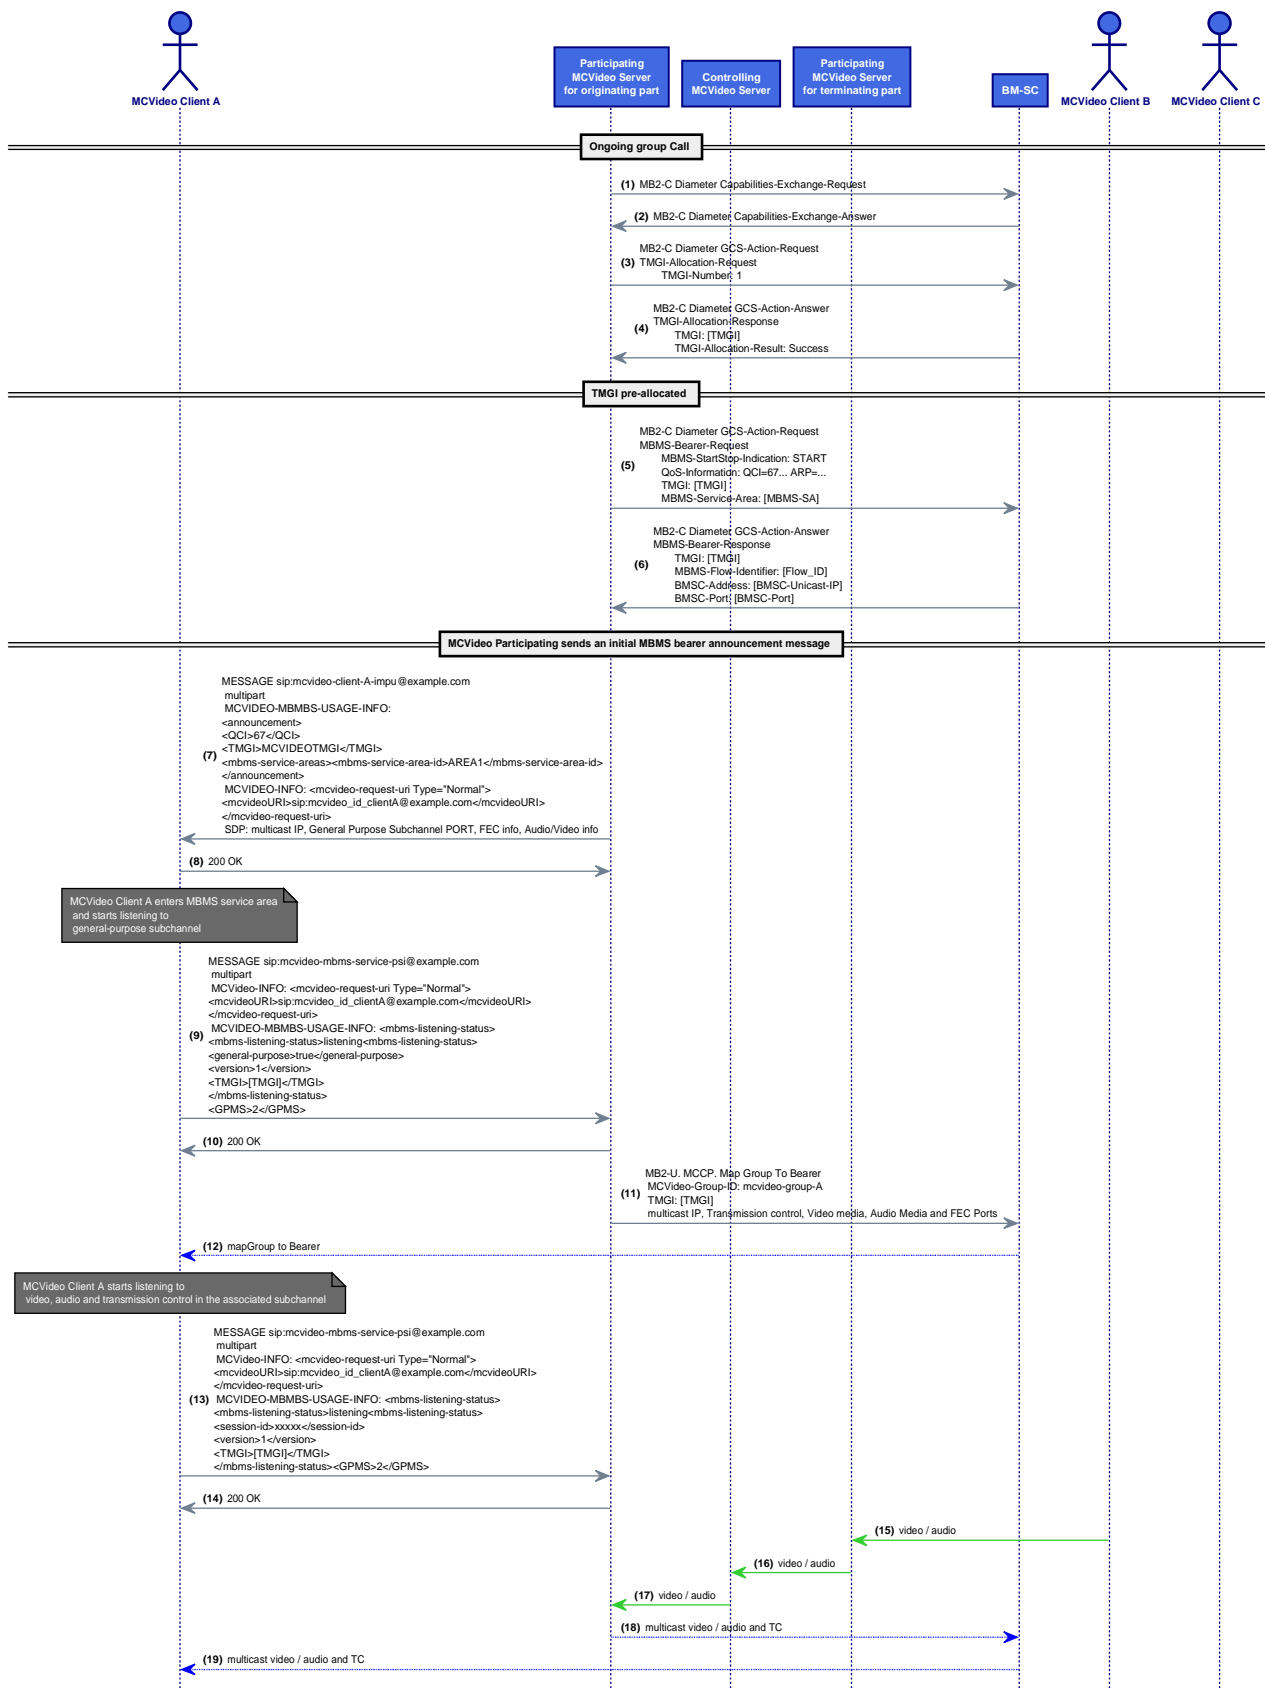 MCVideo Client A
Participating
MCVideo Server
for originating part
Controlling
MCVideo Server
Participating
MCVideo Server
for terminating part
BM-SC
MCVideo Client B
MCVideo Client C
Ongoing group Call
(1) MB2-C Diameter Capabilities-Exchange-Request
(2) MB2-C Diameter Capabilities-Exchange-Answer
MB2-C Diameter GCS-Action-Request
(3) TMGI-Allocation-Request
TMGI-Number: 1
MB2-C Diameter GCS-Action-Answer
TMGI-Allocation-Response
(4)
TMGI: [TMGI]
TMGI-Allocation-Result: Success
TMGI pre-allocated
MB2-C Diameter GCS-Action-Request
MBMS-Bearer-Request
MBMS-StartStop-Indication: START
(5)
QoS-Information: QCI=67... ARP=...
TMGI: [TMGI]
MBMS-Service-Area: [MBMS-SA]
MB2-C Diameter GCS-Action-Answer
MBMS-Bearer-Response
TMGI: [TMGI]
(6)
MBMS-Flow-Identifier: [Flow_ID]
BMSC-Address: [BMSC-Unicast-IP]
BMSC-Port: [BMSC-Port]
MCVideo Participating sends an initial MBMS bearer announcement message
MESSAGE sip:mcvideo-client-A-impu@example.com
multipart
MCVIDEO-MBMBS-USAGE-INFO:
<announcement>
<QCI>67</QCI>
<TMGI>MCVIDEOTMGI</TMGI>
(7)
<mbms-service-areas><mbms-service-area-id>AREA1</mbms-service-area-id>
</announcement>
MCVIDEO-INFO: <mcvideo-request-uri Type="Normal">
<mcvideoURI>sip:mcvideo_id_clientA@example.com</mcvideoURI>
</mcvideo-request-uri>
SDP: multicast IP, General Purpose Subchannel PORT, FEC info, Audio/Video info
(8) 200 OK
MCVideo Client A enters MBMS service area
and starts listening to
general-purpose subchannel
MESSAGE sip:mcvideo-mbms-service-psi@example.com
multipart
MCVideo-INFO: <mcvideo-request-uri Type="Normal">
<mcvideoURI>sip:mcvideo_id_clientA@example.com</mcvideoURI>
</mcvideo-request-uri>
(9) MCVIDEO-MBMBS-USAGE-INFO: <mbms-listening-status>
<mbms-listening-status>listening<mbms-listening-status>
<general-purpose>true</general-purpose>
<version>1</version>
<TMGI>[TMGI]</TMGI>
</mbms-listening-status>
<GPMS>2</GPMS>
(10) 200 OK
MB2-U. MCCP. Map Group To Bearer
MCVideo-Group-ID: mcvideo-group-A
(11)
TMGI: [TMGI]
multicast IP, Transmission control, Video media, Audio Media and FEC Ports
(12) mapGroup to Bearer
MCVideo Client A starts listening to
video, audio and transmission control in the associated subchannel
MESSAGE sip:mcvideo-mbms-service-psi@example.com
multipart
MCVideo-INFO: <mcvideo-request-uri Type="Normal">
<mcvideoURI>sip:mcvideo_id_clientA@example.com</mcvideoURI>
</mcvideo-request-uri>
(13) MCVIDEO-MBMBS-USAGE-INFO: <mbms-listening-status>
<mbms-listening-status>listening<mbms-listening-status>
<session-id>xxxxx</session-id>
<version>1</version>
<TMGI>[TMGI]</TMGI>
</mbms-listening-status><GPMS>2</GPMS>
(14) 200 OK
(15) video / audio
(16) video / audio
(17) video / audio
(18) multicast video / audio and TC
(19) multicast video / audio and TC